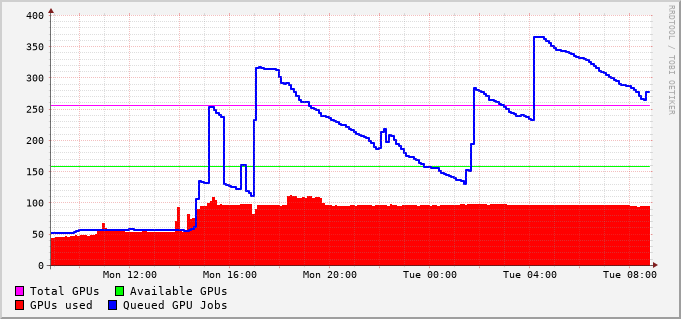 400
350
300
250
200
150
100
50
0
Mon 12:00 Mon 16:00 Mon 20:00 Tue 00:00 Tue 04:00 Tue 08:00
Total GPUs Available GPUs
GPUs used Queued GPU Jobs
RRDTOOL / TOBI OETIKER